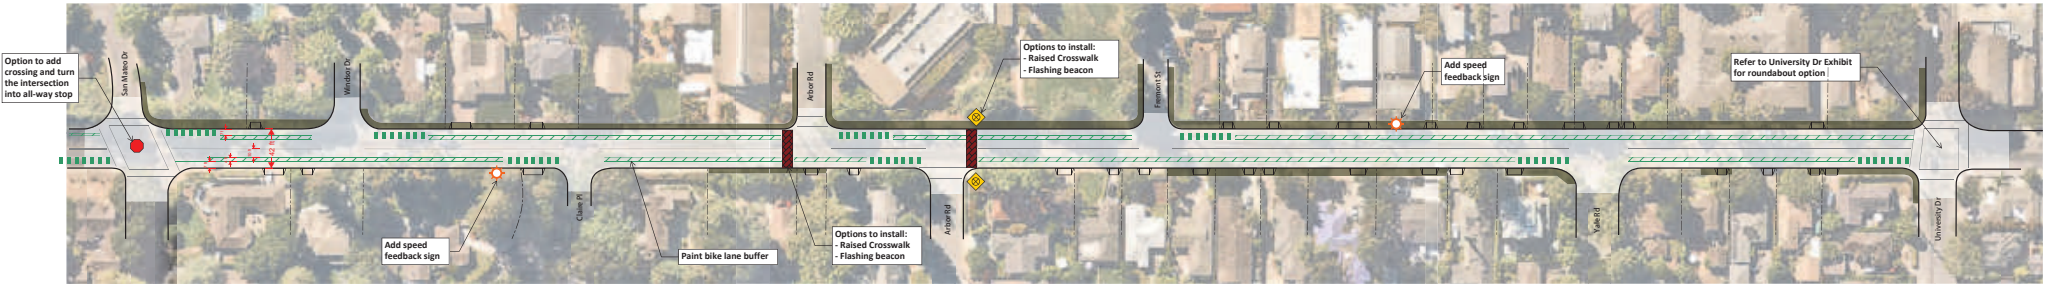 Option to add
crossing and turn
the intersection
into all-way stop
San Mateo Dr
Windsor Dr
42 ft
Add speed
feedback sign
Claire Pl
Paint bike lane buffer
Arbor Rd
Options to install:
- Raised Crosswalk
- Flashing beacon
Arbor Rd
Options to install:
- Raised Crosswalk
- Flashing beacon
Fremont St
Add speed
feedback sign
Yale Rd
Refer to University Dr Exhibit
for roundabout option
University Dr